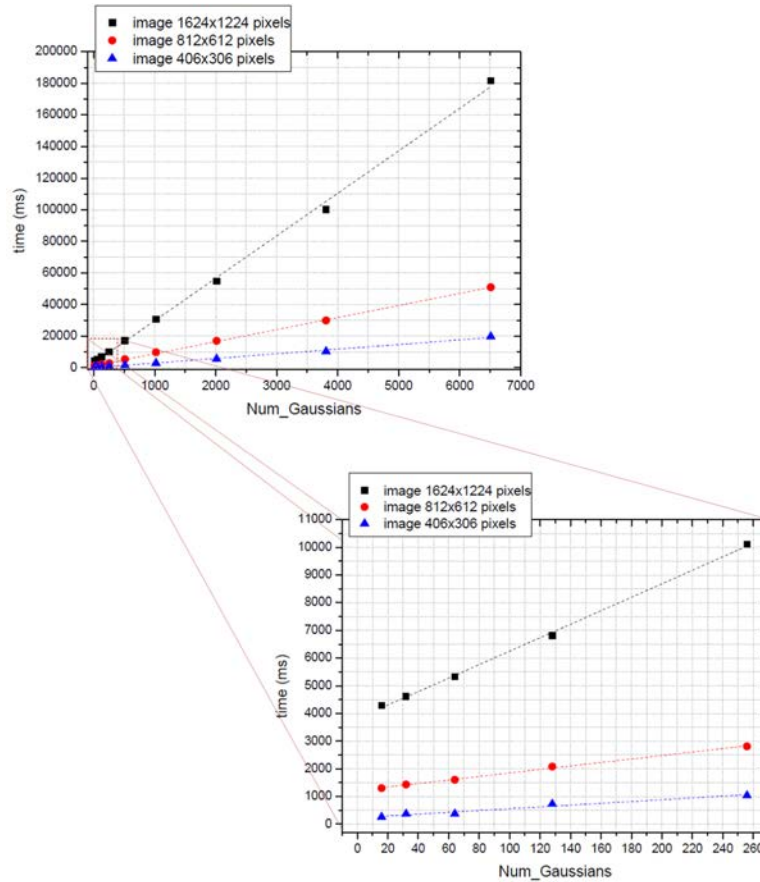 image 1624x1224 pixels
image 812x612 pixels
image 406x306 pixels
200000
180000
160000
140000
120000
100000
80000
60000
40000
20000
0
time (ms)
0 1000 2000 3000 4000 5000 6000 7000
Num_Gaussians
image 1624x1224 pixels
image 812x612 pixels
image 406x306 pixels
11000
10000
9000
8000
7000
6000
5000
4000
3000
2000
1000
0
time (ms)
0 20 40 60 80 100 120 140 160 180 200 220 240 260
Num_Gaussians